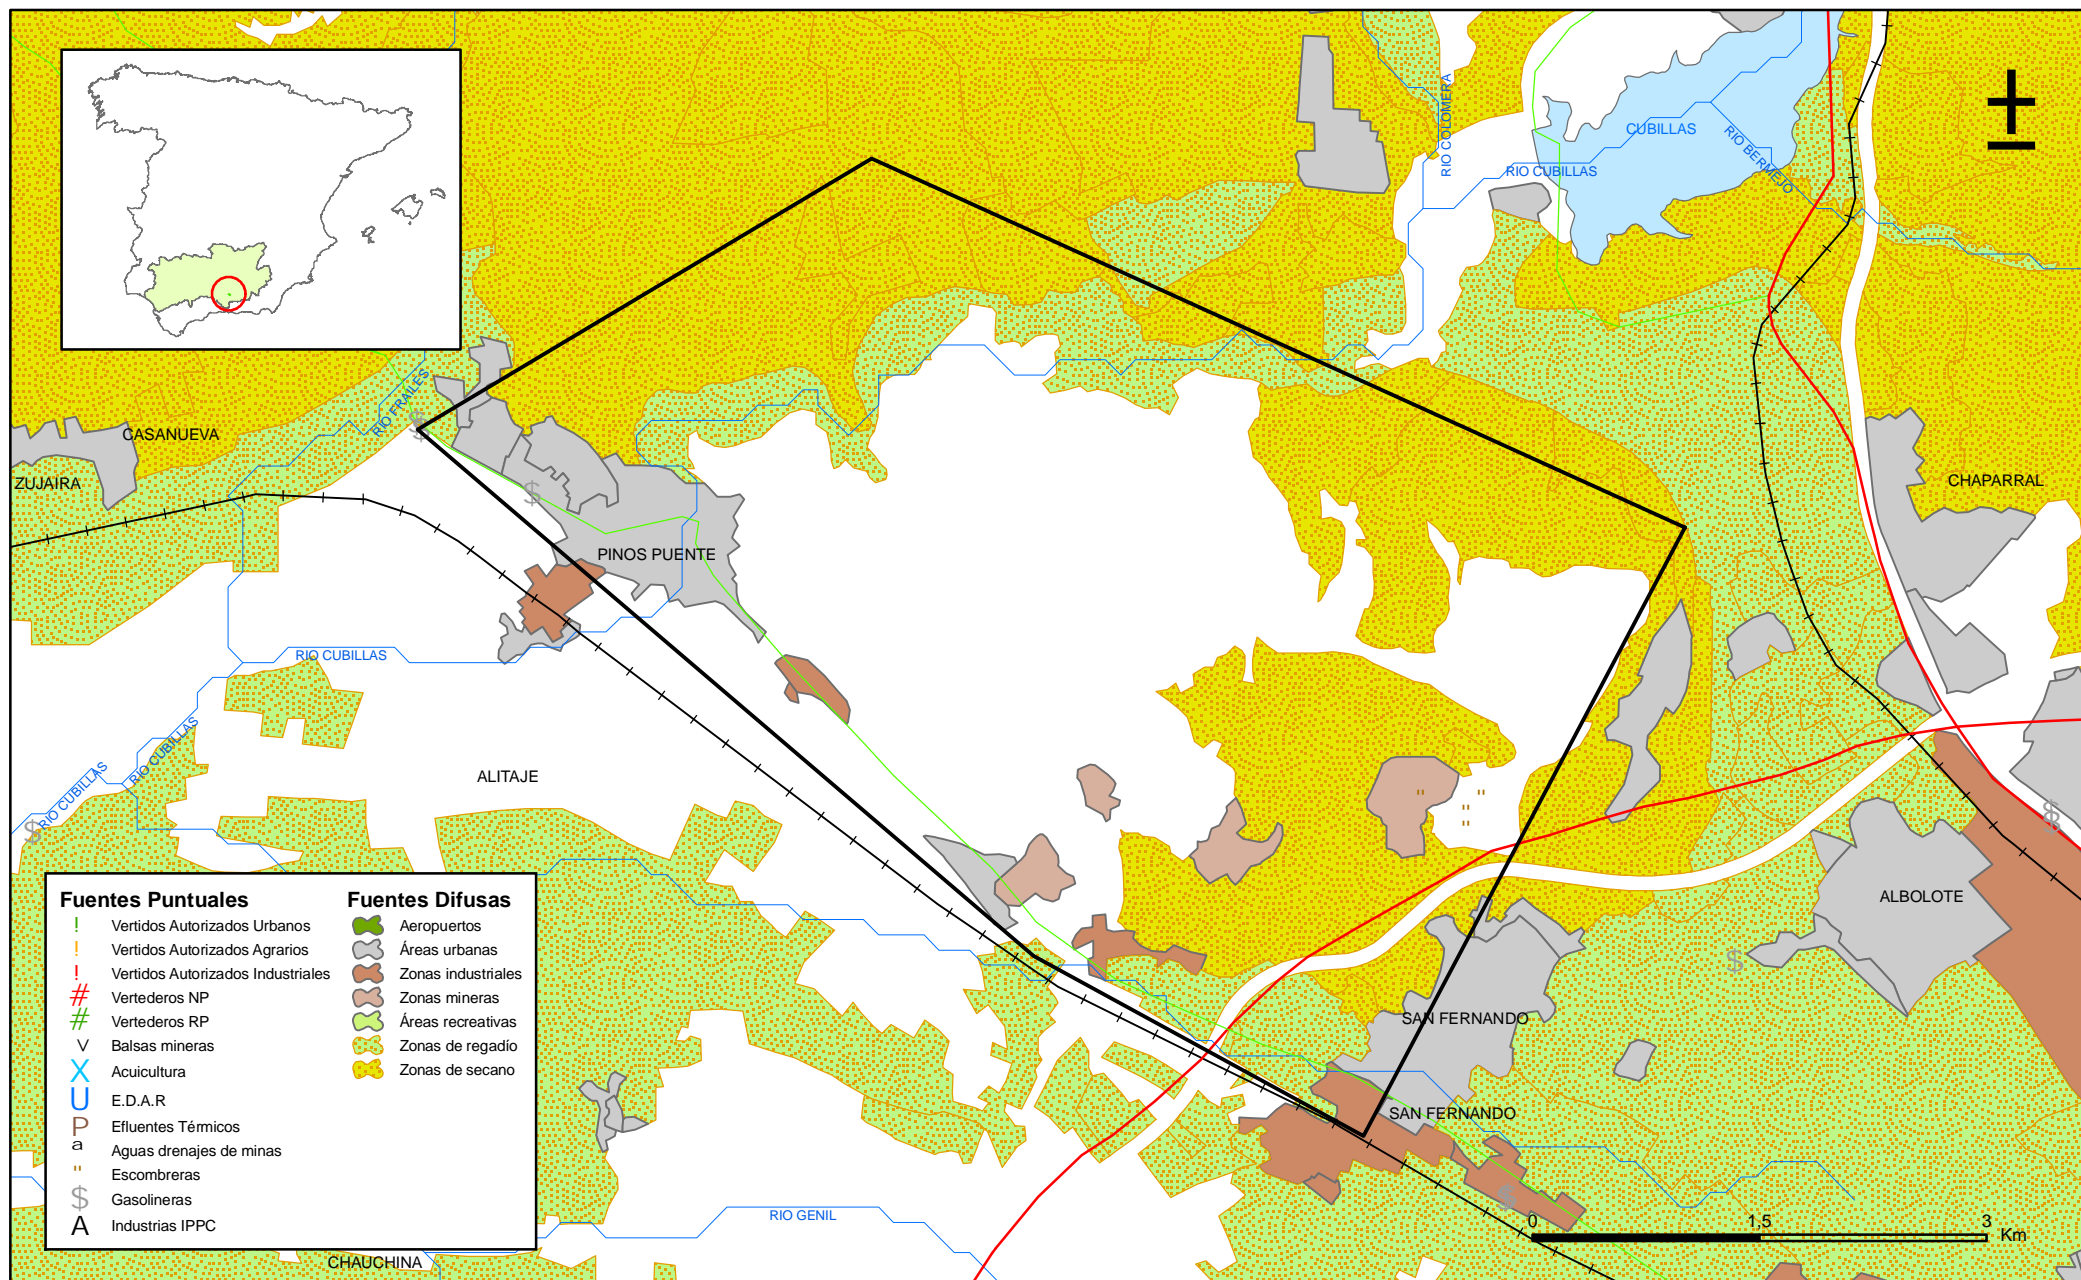 RIO COLOMERA
CUBILLAS
RIO BERMEJO
RIO CUBILLAS
RIO FRAILES
CASANUEVA
ZUJAIRA
CHAPARRAL
PINOS PUENTE
RIO CUBILLAS
RIO CUBILLAS
RIO CUBILLAS
ALITAJE
ALBOLOTE
SAN FERNANDO
SAN FERNANDO
RIO GENIL
CHAUCHINA
Fuentes Puntuales
! Vertidos Autorizados Urbanos
! Vertidos Autorizados Agrarios
! Vertidos Autorizados Industriales
# Vertederos NP
# Vertederos RP
V Balsas mineras
X Acuicultura
U E.D.A.R
P Efluentes Térmicos
a Aguas drenajes de minas
" Escombreras
$ Gasolineras
A Industrias IPPC
Fuentes Difusas
Aeropuertos
Áreas urbanas
Zonas industriales
Zonas mineras
Áreas recreativas
Zonas de regadío
Zonas de secano
0 1,5 3
Km